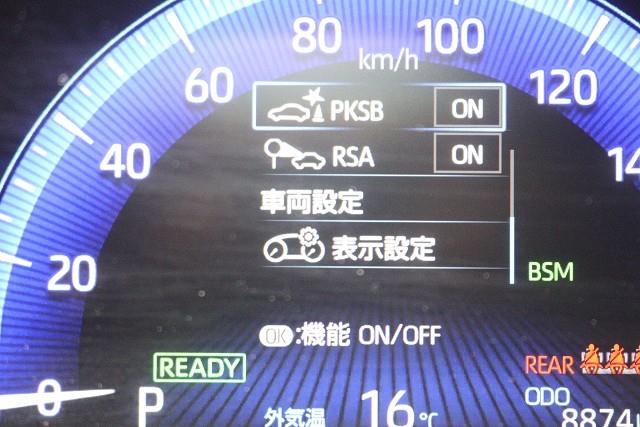 80 100
km/h
60 120
PKSB ON
40 RSA ON 14
車両設定
表示設定
20 BSM
OK:機能 ON/OFF
READY REAR
0 P ODO
外気温 16℃ 8874